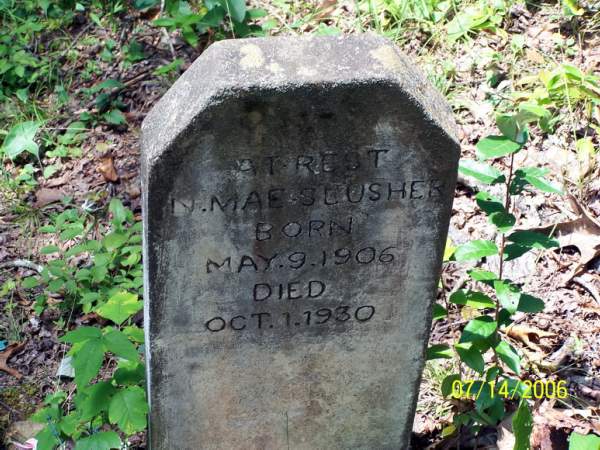 AT REST
N. MAE SLUSHER
BORN
MAY. 9. 1906
DIED
OCT. 1. 1930
07/14/2006